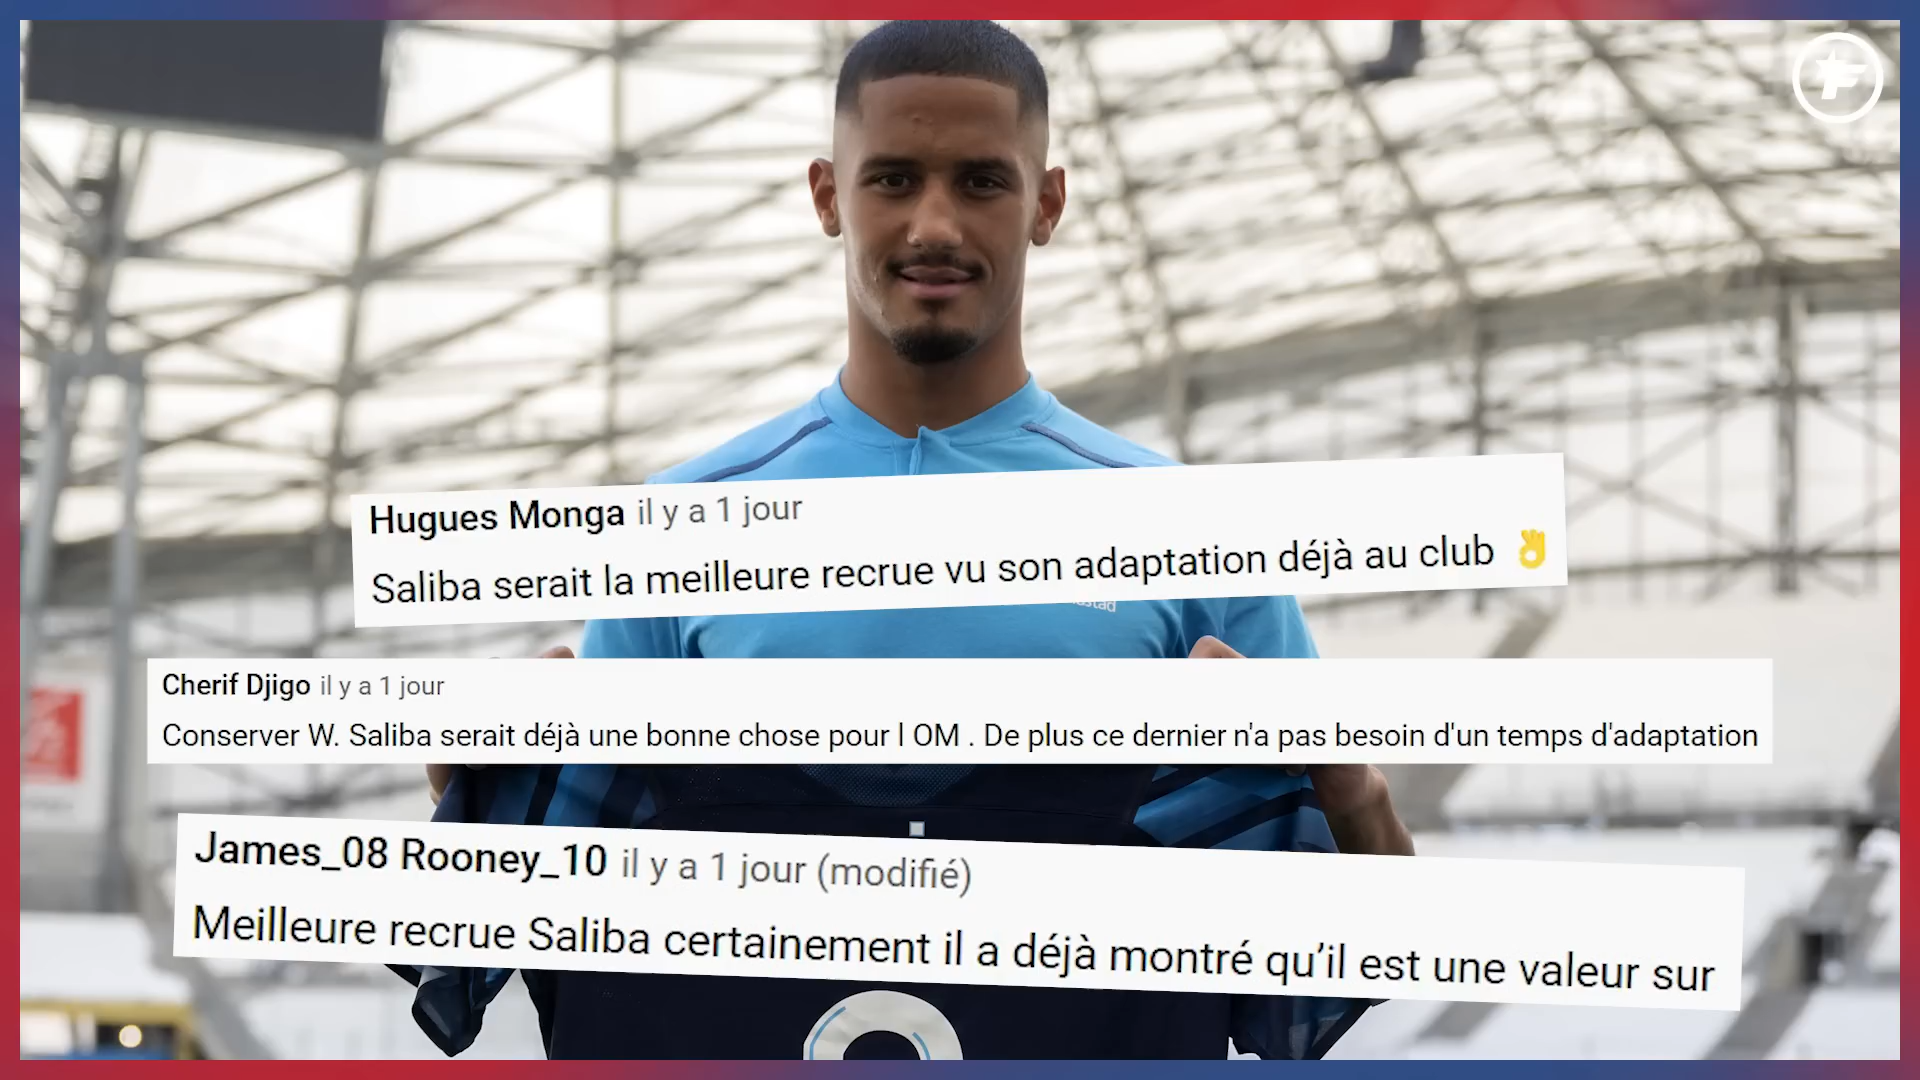 Hugues Monga il y a 1 jour
Saliba serait la meilleure recrue vu son adaptation déjà au club 👌
Cherif Djigo il y a 1 jour
Conserver W. Saliba serait déjà une bonne chose pour l OM . De plus ce dernier n'a pas besoin d'un temps d'adaptation
James_08 Rooney_10 il y a 1 jour (modifié)
Meilleure recrue Saliba certainement il a déjà montré qu’il est une valeur sur